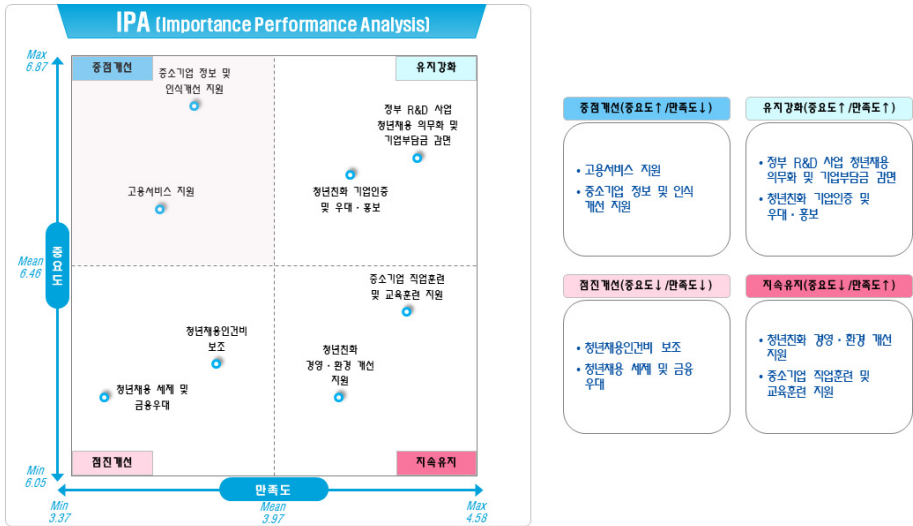 IPA (Importance Performance Analysis)
Max
6.87
중점개선
유지강화
중소기업 정보 및
인식개선 지원
정부 R&D 사업
청년채용 의무화 및
기업부담금 감면
고용서비스 지원
청년친화 기업인증
및 우대·홍보
Mean
6.46
중요도
중소기업 직업훈련
및 교육훈련 지원
청년채용인건비
보조
청년친화
경영·환경 개선
지원
청년채용 세제 및
금융우대
점진개선
지속유지
Min
6.05
만족도
Min
3.37
Mean
3.97
Max
4.58
중점개선(중요도↑/만족도↓)
• 고용서비스 지원
• 중소기업 정보 및 인식
개선 지원
유지강화(중요도↑/만족도↑)
• 정부 R&D 사업 청년채용
의무화 및 기업부담금 감면
• 청년친화 기업인증 및
우대·홍보
점진개선(중요도↓/만족도↓)
• 청년채용인건비 보조
• 청년채용 세제 및 금융
우대
지속유지(중요도↓/만족도↑)
• 청년친화 경영·환경 개선
지원
• 중소기업 직업훈련 및
교육훈련 지원